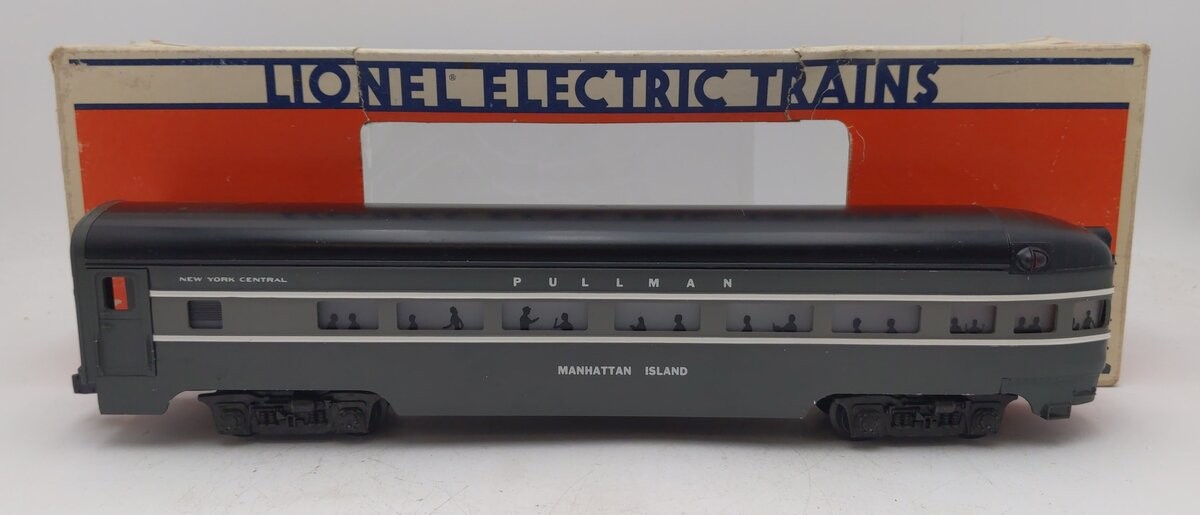 LIONEL® ELECTRIC TRAINS
NEW YORK CENTRAL
PULLMAN
MANHATTAN ISLAND